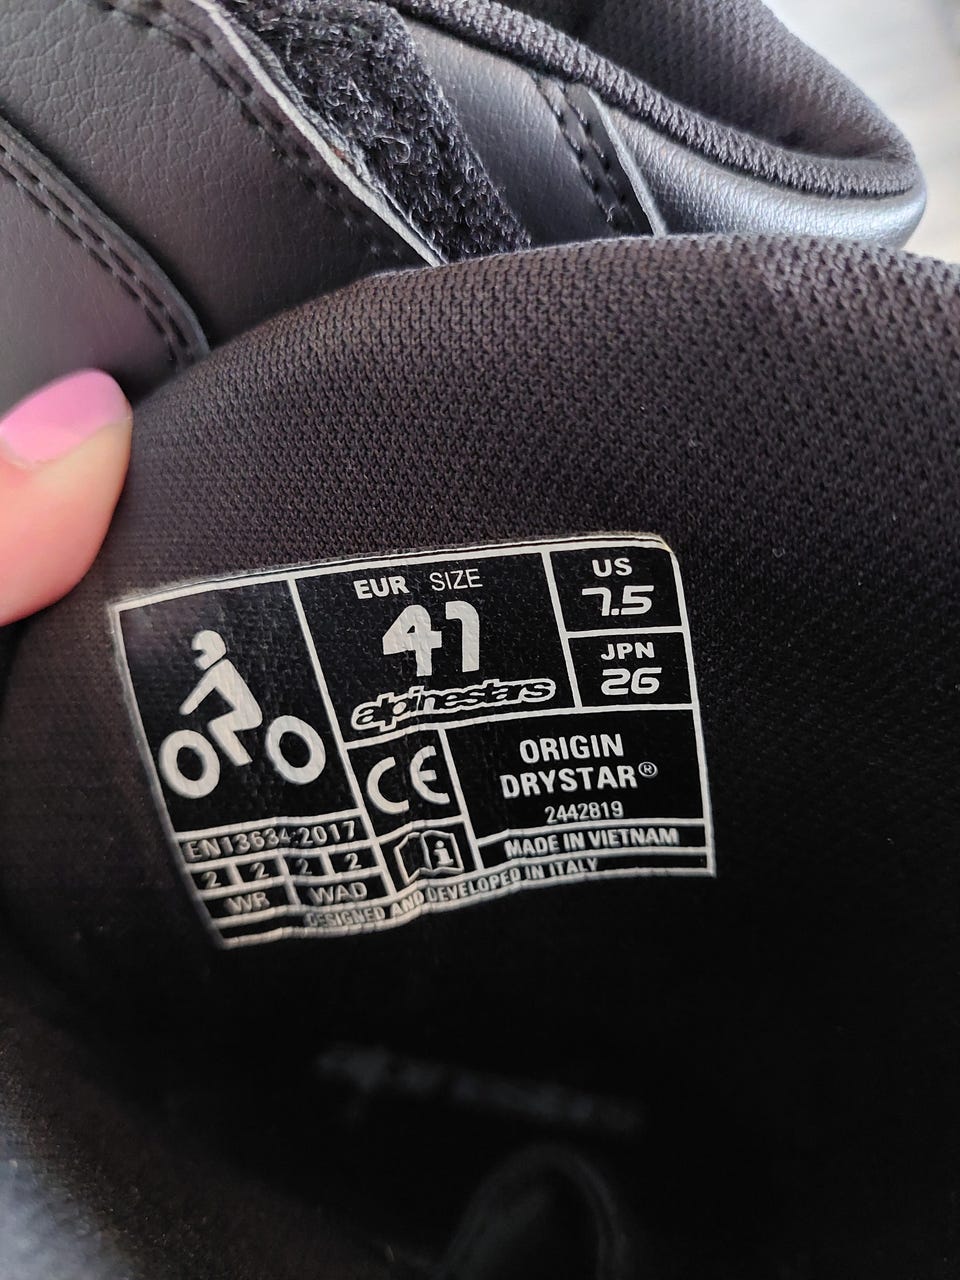 EUR SIZE
41
alpinestars
US
7.5
JPN
26
CE
ORIGIN
DRYSTAR®
2442819
EN13634:2017
2 2 2 2
WR WAD
i
MADE IN VIETNAM
DESIGNED AND DEVELOPED IN ITALY